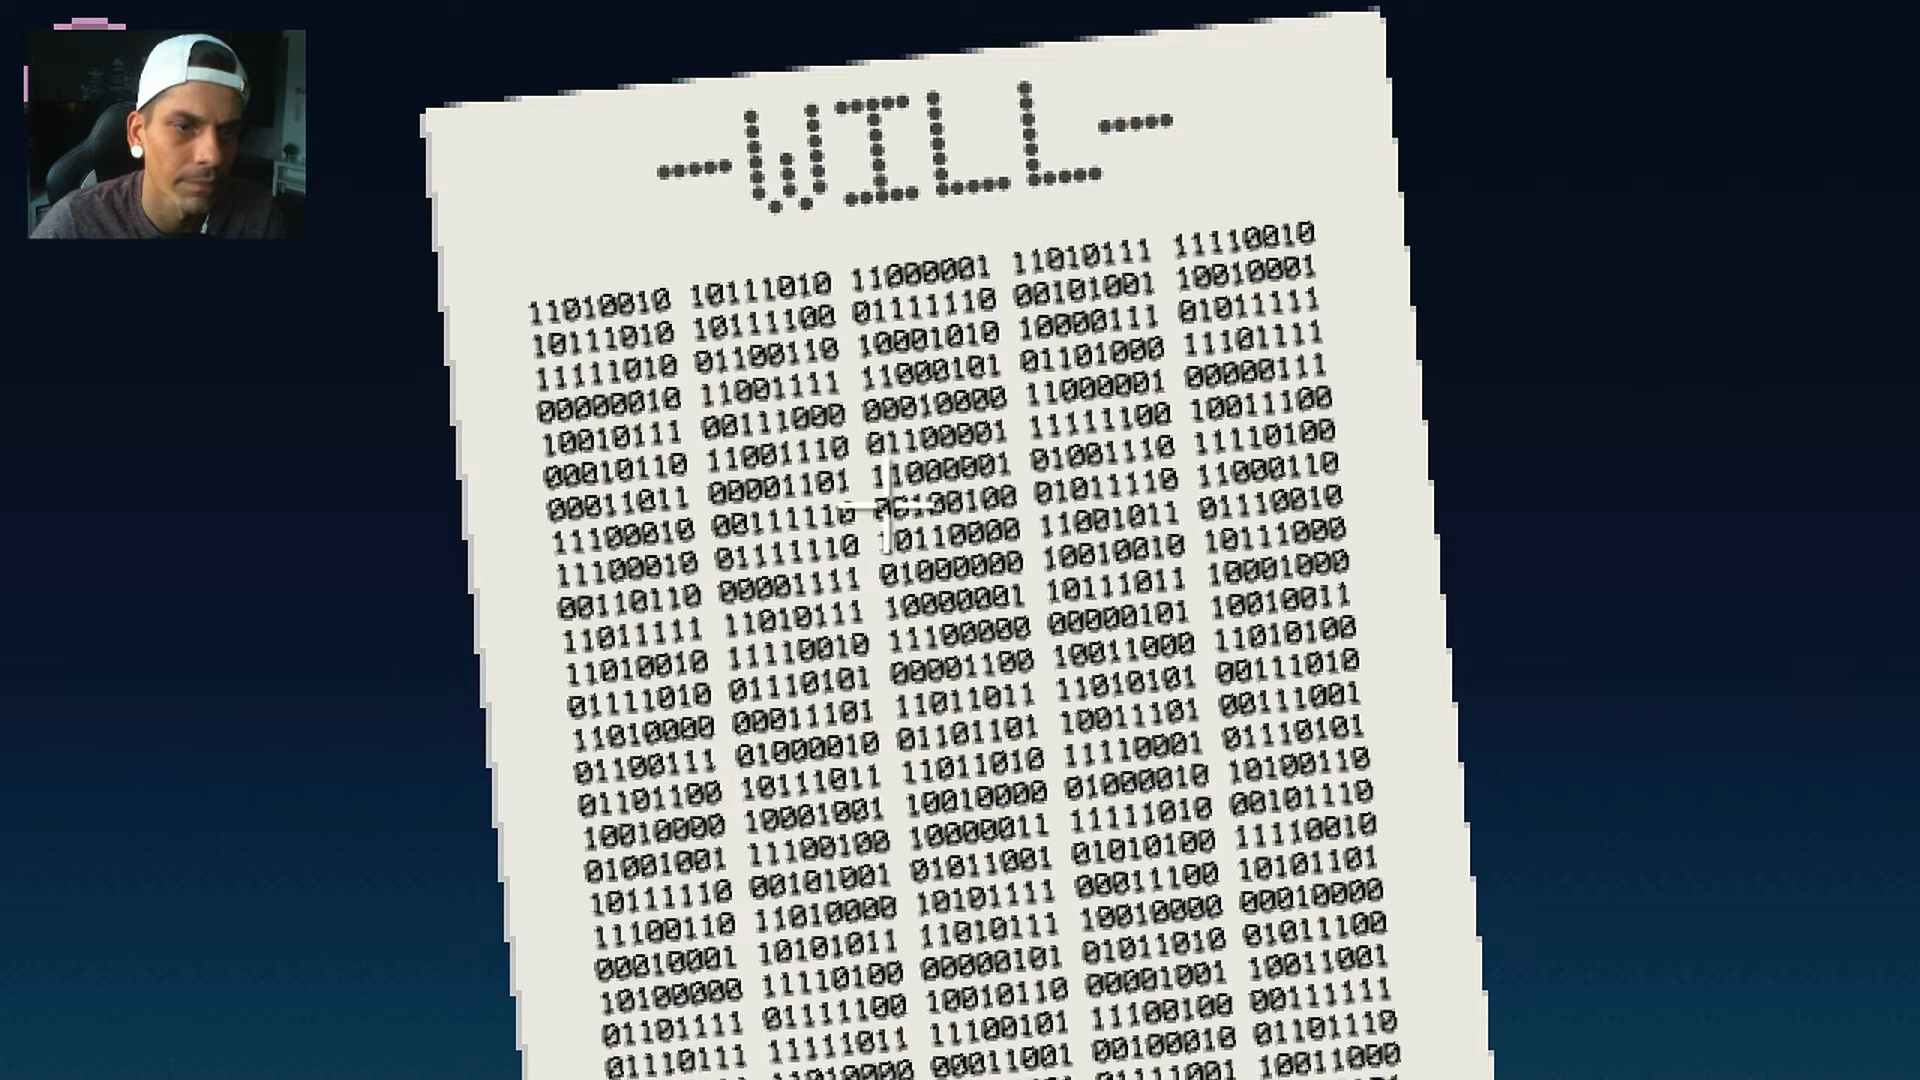 -WILL-
11010010 10111010 11000001 11010111 11110010
10111010 10111100 01111110 00101001 10010001
11111010 01100110 10001010 10000111 01011111
00000010 11001111 11000101 01101000 11101111
10010111 00111000 00010000 11000001 00000111
00010110 11001110 01100001 11111100 10011100
00011011 00001101 11000001 01001110 11110100
11100010 00111110 00100100 01011110 11000110
11100010 01111110 10110000 11001011 01110010
00110110 00001111 01000000 10010010 10111000
11011111 11010111 10000001 10111011 10001000
11010010 11110010 11100000 00000101 10010011
01111010 01110101 00001100 10011000 11010100
11010000 00011101 11011011 11010101 00111010
01100111 01000010 01101101 10011101 00111001
01101100 10111011 11011010 11110001 01110101
10010000 10001001 10010000 01000010 10100110
01001001 11100100 10000011 11111010 00101110
10111110 00101001 01011001 01010100 11110010
11100110 11010000 10101111 00011100 10101101
00010001 10101011 11010111 10010000 00010000
10100000 11110100 00000101 01011010 01011100
01101111 01111100 10010110 00001001 10011001
01110111 11111011 11100101 11100100 00111111
11010000 00011001 00100010 01101110
01111001 10011000